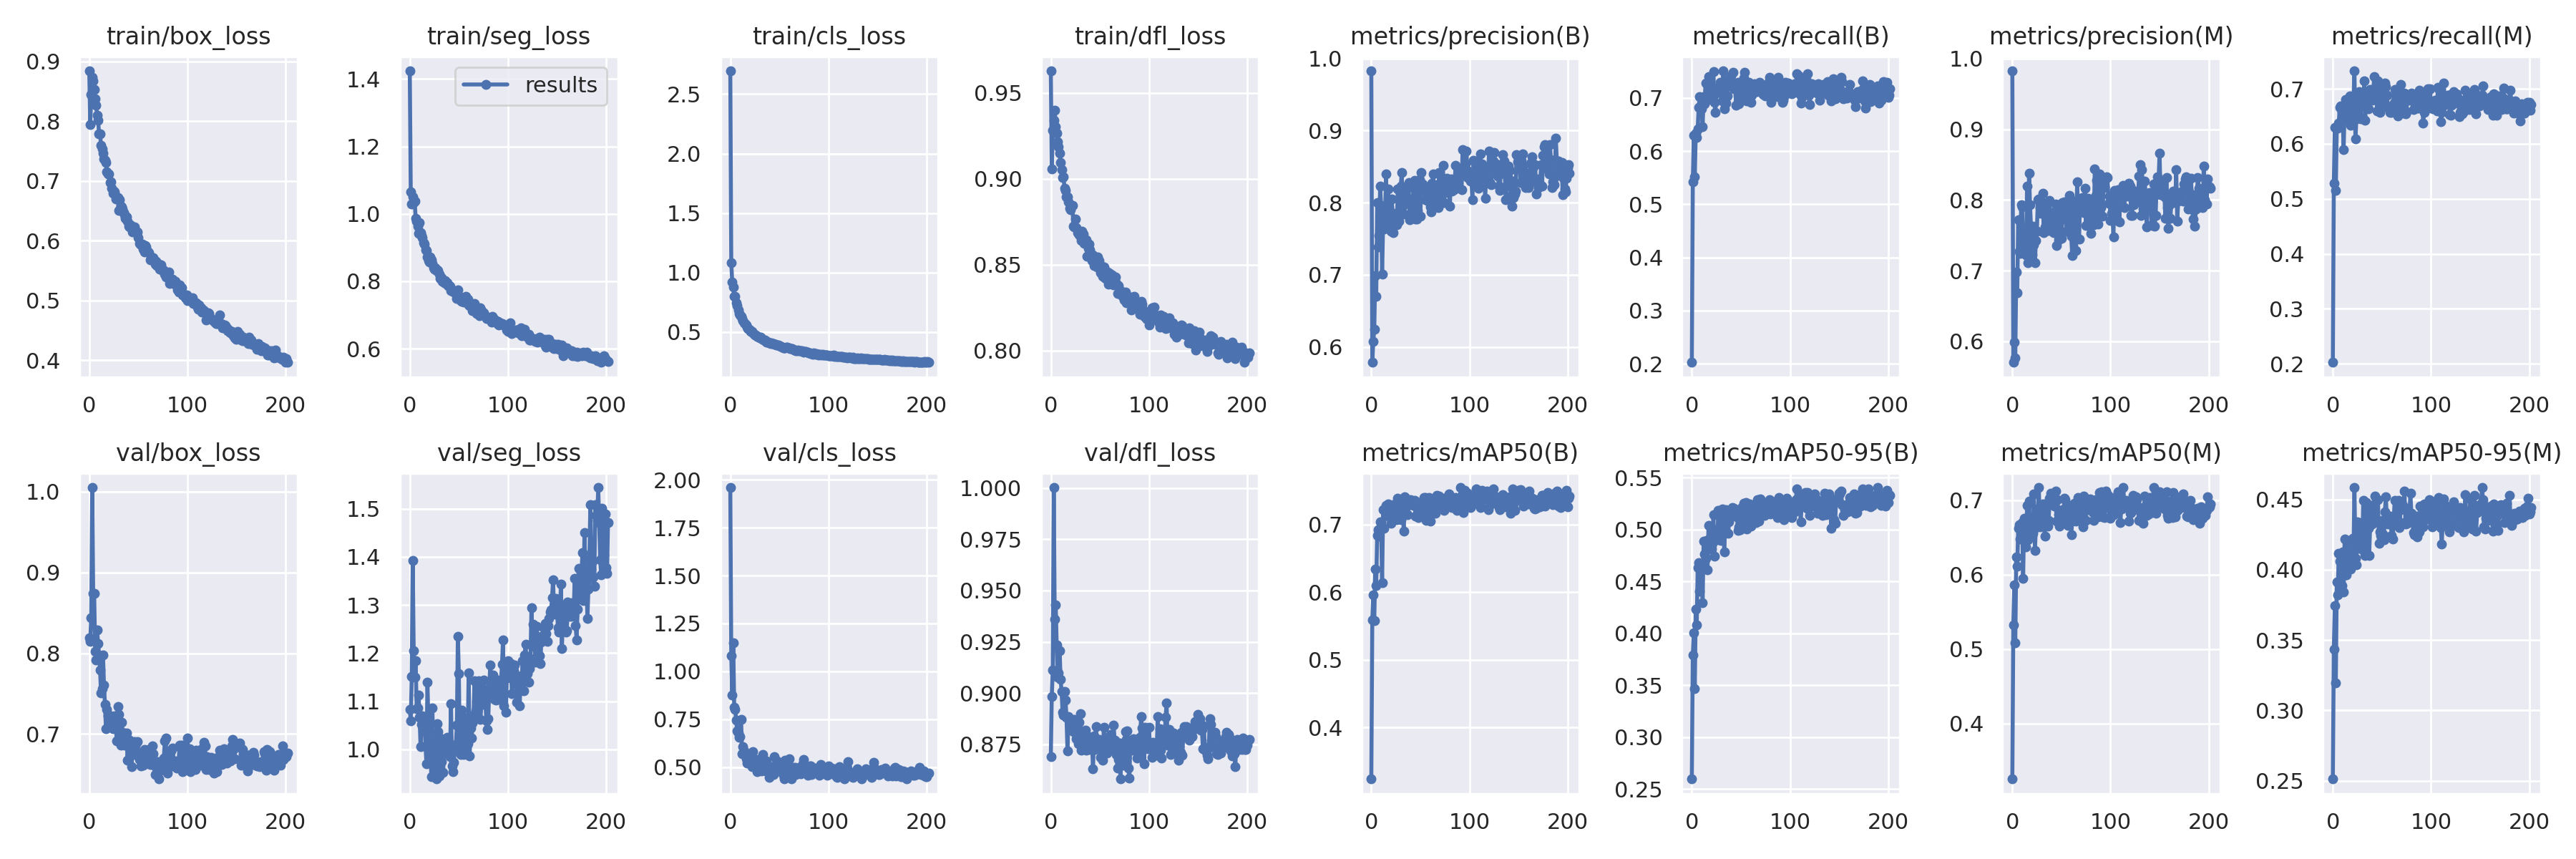 train/box_loss
train/seg_loss
train/cls_loss
train/dfl_loss
metrics/precision(B)
metrics/recall(B)
metrics/precision(M)
metrics/recall(M)
0.9
0.8
0.7
0.6
0.5
0.4
0 100 200
results
1.4
1.2
1.0
0.8
0.6
0 100 200
2.5
2.0
1.5
1.0
0.5
0 100 200
0.95
0.90
0.85
0.80
0 100 200
1.0
0.9
0.8
0.7
0.6
0 100 200
0.7
0.6
0.5
0.4
0.3
0.2
0 100 200
1.0
0.9
0.8
0.7
0.6
0 100 200
0.7
0.6
0.5
0.4
0.3
0.2
0 100 200
val/box_loss
val/seg_loss
val/cls_loss
val/dfl_loss
metrics/mAP50(B)
metrics/mAP50-95(B)
metrics/mAP50(M)
metrics/mAP50-95(M)
1.0
0.9
0.8
0.7
0 100 200
1.5
1.4
1.3
1.2
1.1
1.0
0 100 200
2.00
1.75
1.50
1.25
1.00
0.75
0.50
0 100 200
1.000
0.975
0.950
0.925
0.900
0.875
0 100 200
0.7
0.6
0.5
0.4
0 100 200
0.55
0.50
0.45
0.40
0.35
0.30
0.25
0 100 200
0.7
0.6
0.5
0.4
0 100 200
0.45
0.40
0.35
0.30
0.25
0 100 200